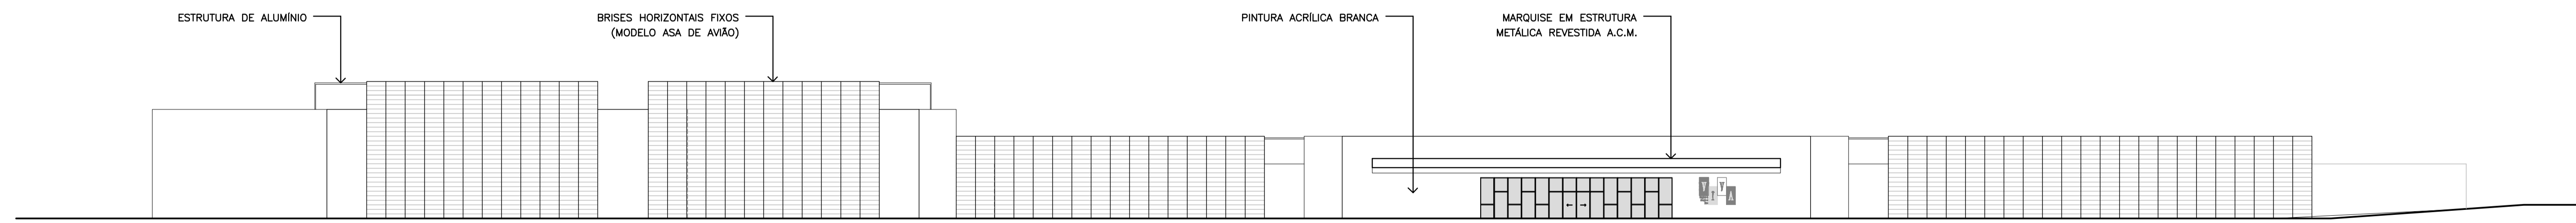 ESTRUTURA DE ALUMÍNIO
BRISES HORIZONTAIS FIXOS
(MODELO ASA DE AVIÃO)
PINTURA ACRÍLICA BRANCA
MARQUISE EM ESTRUTURA
METÁLICA REVESTIDA A.C.M.
V I V A